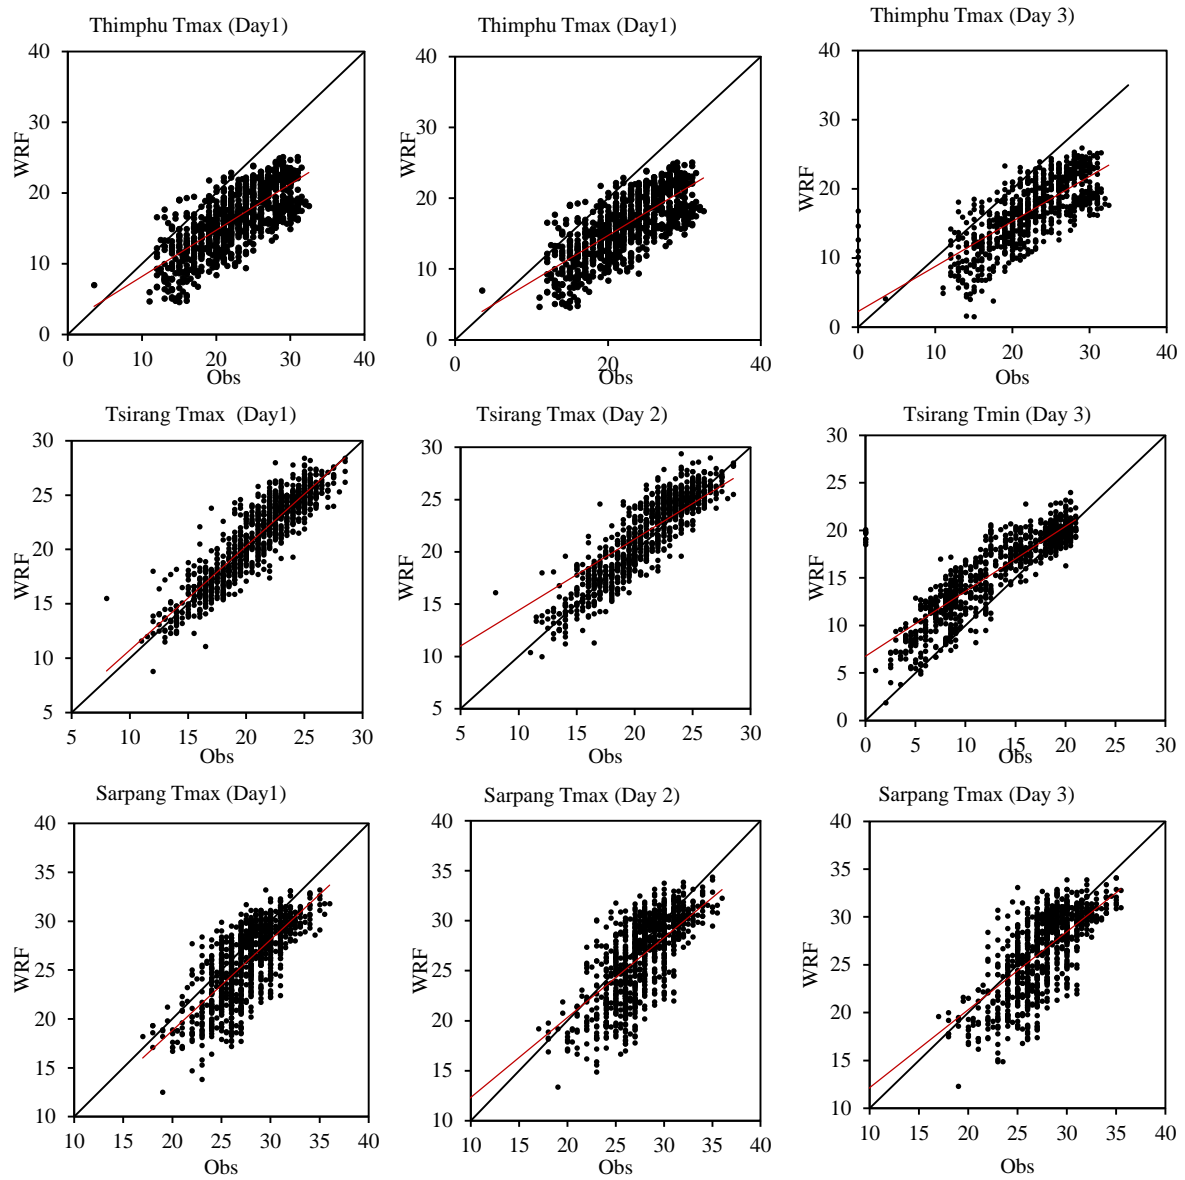 Thimphu Tmax (Day1)
40
30
20
10
0
WRF
0 10 20 30 40
Obs
Thimphu Tmax (Day1)
40
30
20
10
0
WRF
0 20 40
Obs
Thimphu Tmax (Day 3)
40
30
20
10
0
WRF
0 10 20 30 40
Obs
Tsirang Tmax (Day1)
30
25
20
15
10
5
WRF
5 10 15 20 25 30
Obs
Tsirang Tmax (Day 2)
30
25
20
15
10
5
WRF
5 10 15 20 25 30
Obs
Tsirang Tmin (Day 3)
30
25
20
15
10
5
0
WRF
0 5 10 15 20 25 30
Obs
Sarpang Tmax (Day1)
40
35
30
25
20
15
10
WRF
10 15 20 25 30 35 40
Obs
Sarpang Tmax (Day 2)
40
35
30
25
20
15
10
WRF
10 15 20 25 30 35 40
Obs
Sarpang Tmax (Day 3)
40
35
30
25
20
15
10
WRF
10 15 20 25 30 35 40
Obs